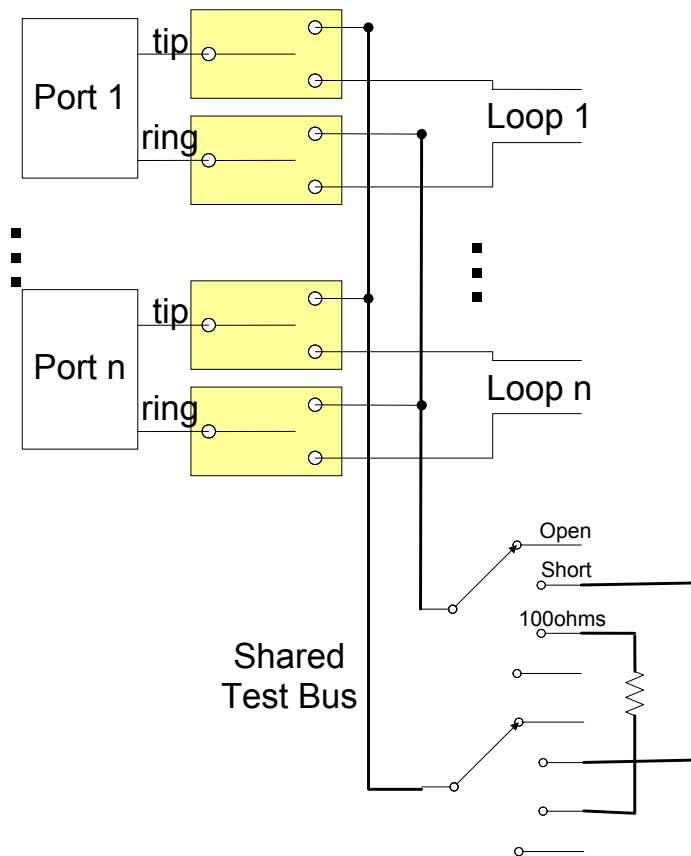 tip
Port 1
ring
Loop 1
tip
Port n
ring
Loop n
Open
Short
100ohms
Shared
Test Bus